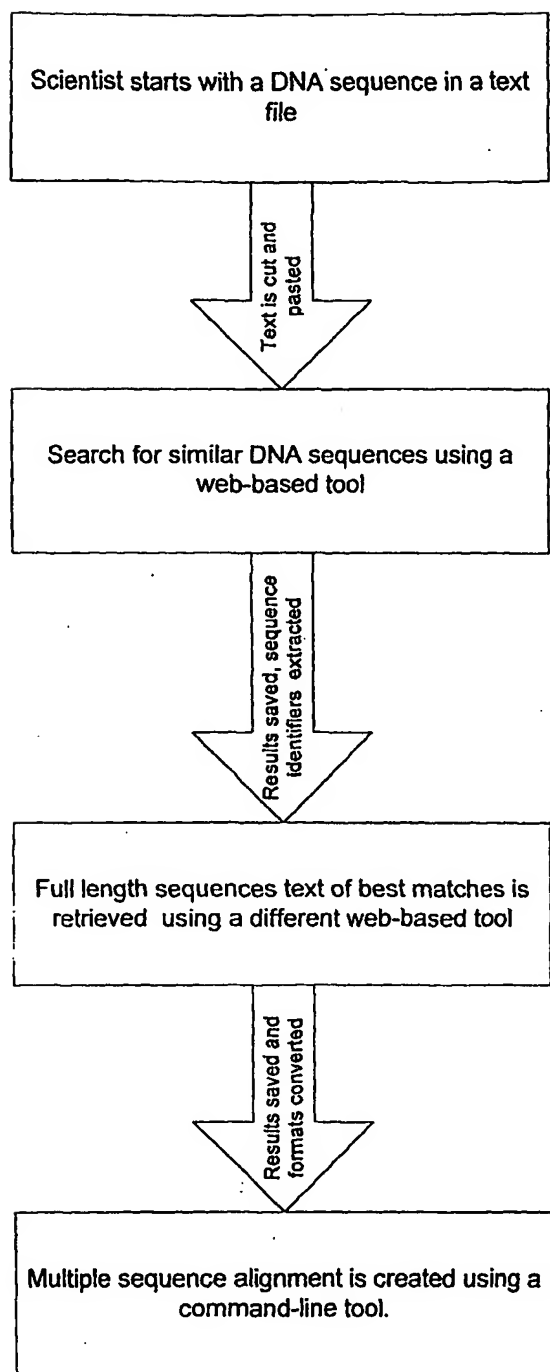 Scientist starts with a DNA sequence in a text
file
Text is cut and
pasted
Search for similar DNA sequences using a
web-based tool
Results saved, sequence
identifiers extracted
Full length sequences text of best matches is
retrieved using a different web-based tool
Results saved and
formats converted
Multiple sequence alignment is created using a
command-line tool.